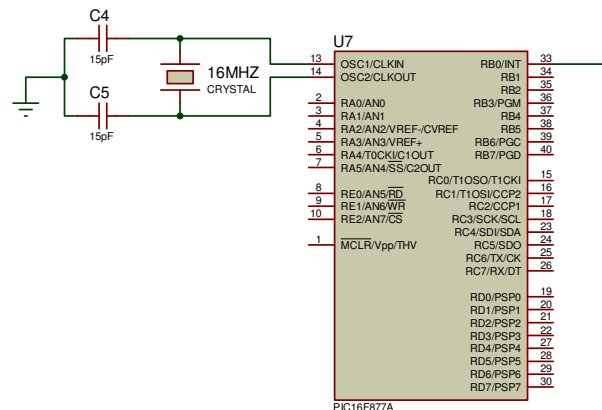 C4
15pF
C5
15pF
16MHZ
CRYSTAL
U7
13 OSC1/CLKIN
14 OSC2/CLKOUT
2 RA0/AN0
3 RA1/AN1
4 RA2/AN2/VREF-/CVREF
5 RA3/AN3/VREF+
6 RA4/T0CKI/C1OUT
7 RA5/AN4/SS/C2OUT
8 RE0/AN5/RD
9 RE1/AN6/WR
10 RE2/AN7/CS
1 MCLR/Vpp/THV
RB0/INT 33
RB1 34
RB2 35
RB3/PGM 36
RB4 37
RB5 38
RB6/PGC 39
RB7/PGD 40
RC0/T1OSO/T1CKI 15
RC1/T1OSI/CCP2 16
RC2/CCP1 17
RC3/SCK/SCL 18
RC4/SDI/SDA 23
RC5/SDO 24
RC6/TX/CK 25
RC7/RX/DT 26
RD0/PSP0 19
RD1/PSP1 20
RD2/PSP2 21
RD3/PSP3 22
RD4/PSP4 27
RD5/PSP5 28
RD6/PSP6 29
RD7/PSP7 30
PIC16F877A